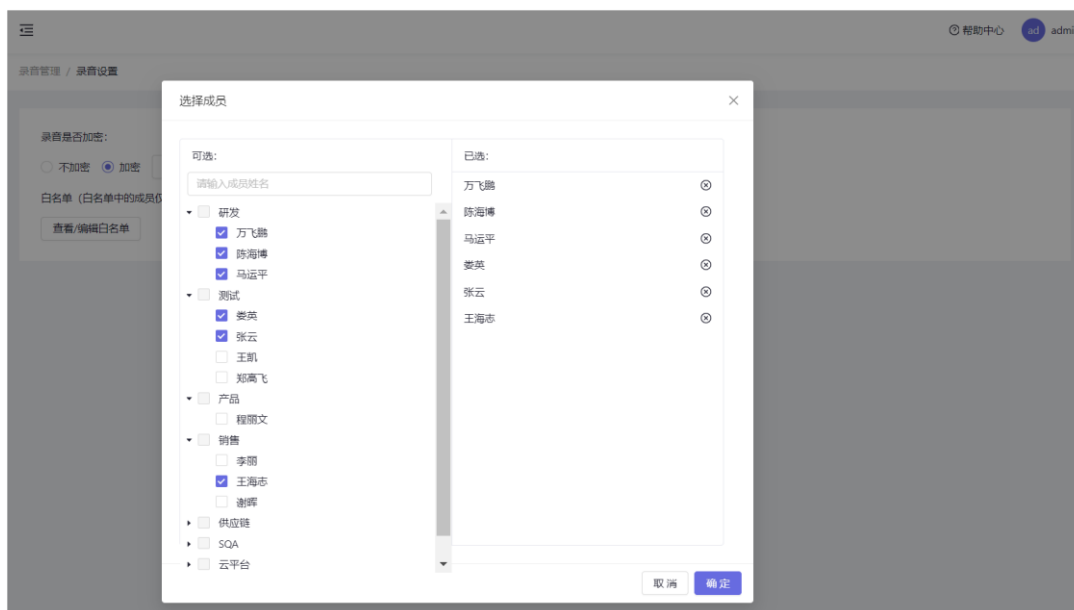 帮助中心 ad admi
录音管理 / 录音设置
选择成员
录音是否加密：
不加密 加密
白名单（白名单中的成员仅
查看/编辑白名单
可选：
请输入成员姓名
研发
万飞鹏
陈海博
马运平
测试
娄英
张云
王凯
郑高飞
产品
程丽文
销售
李丽
王海志
谢晖
供应链
SQA
云平台
已选：
万飞鹏
陈海博
马运平
娄英
张云
王海志
取消 确定